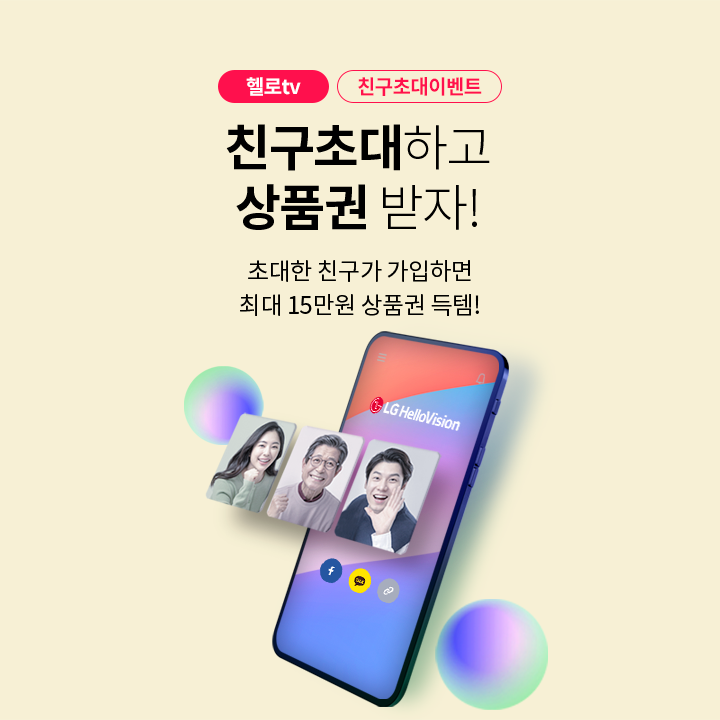 헬로tv 친구초대이벤트
친구초대하고
상품권 받자!
초대한 친구가 가입하면
최대 15만원 상품권 득템!
LG HelloVision